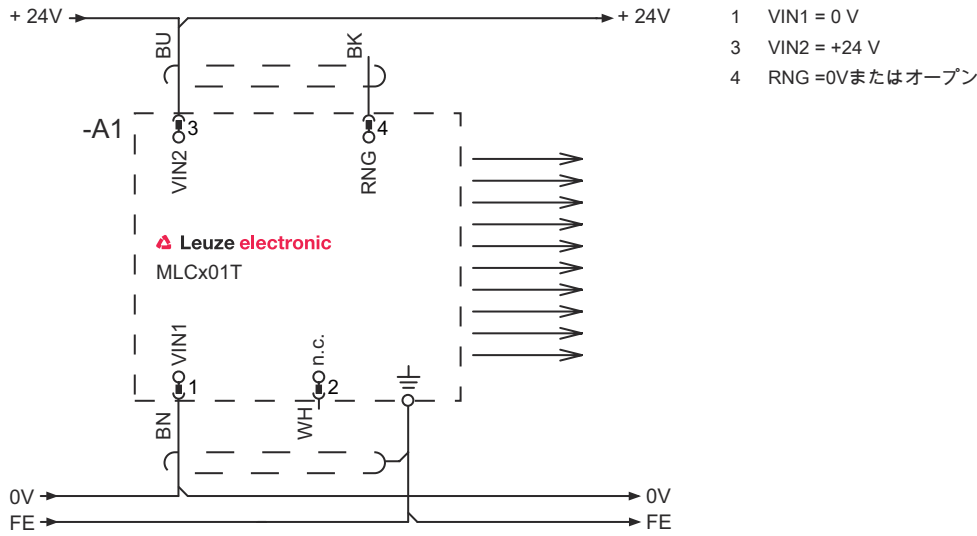 + 24V
+ 24V
BU
BK
-A1
3
4
VIN2
RNG
Leuze electronic
MLCx01T
VIN1
n.c.
1
2
BN
WH
0V
0V
FE
FE
1 VIN1 = 0 V
3 VIN2 = +24 V
4 RNG =0Vまたはオープン